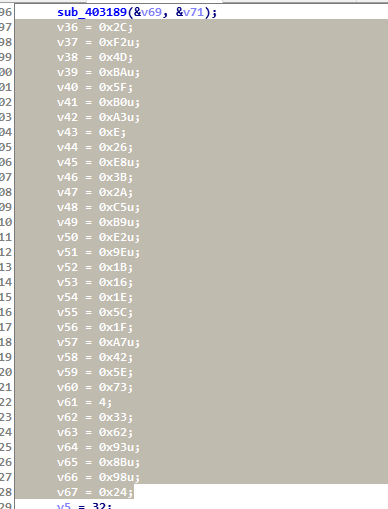 96 sub_403189(&v69, &v71);
97 v36 = 0x2C;
98 v37 = 0xF2u;
99 v38 = 0x4D;
00 v39 = 0xBAu;
01 v40 = 0x5F;
02 v41 = 0xB0u;
03 v42 = 0xA3u;
04 v43 = 0xE;
05 v44 = 0x26;
06 v45 = 0xE8u;
07 v46 = 0x3B;
08 v47 = 0x2A;
09 v48 = 0xC5u;
10 v49 = 0xB9u;
11 v50 = 0xE2u;
12 v51 = 0x9Eu;
13 v52 = 0x1B;
14 v53 = 0x16;
15 v54 = 0x1E;
16 v55 = 0x5C;
17 v56 = 0x1F;
18 v57 = 0xA7u;
19 v58 = 0x42;
20 v59 = 0x5E;
21 v60 = 0x73;
22 v61 = 4;
23 v62 = 0x33;
24 v63 = 0x62;
25 v64 = 0x93u;
26 v65 = 0x8Bu;
27 v66 = 0x98u;
28 v67 = 0x24;
29 v5 = 32;